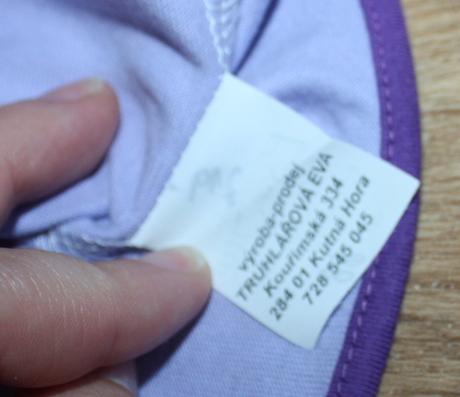 výroba-prodej
TRUHLÁŘOVÁ EVA
Kouřimská 334
284 01 Kutná Hora
728 545 045